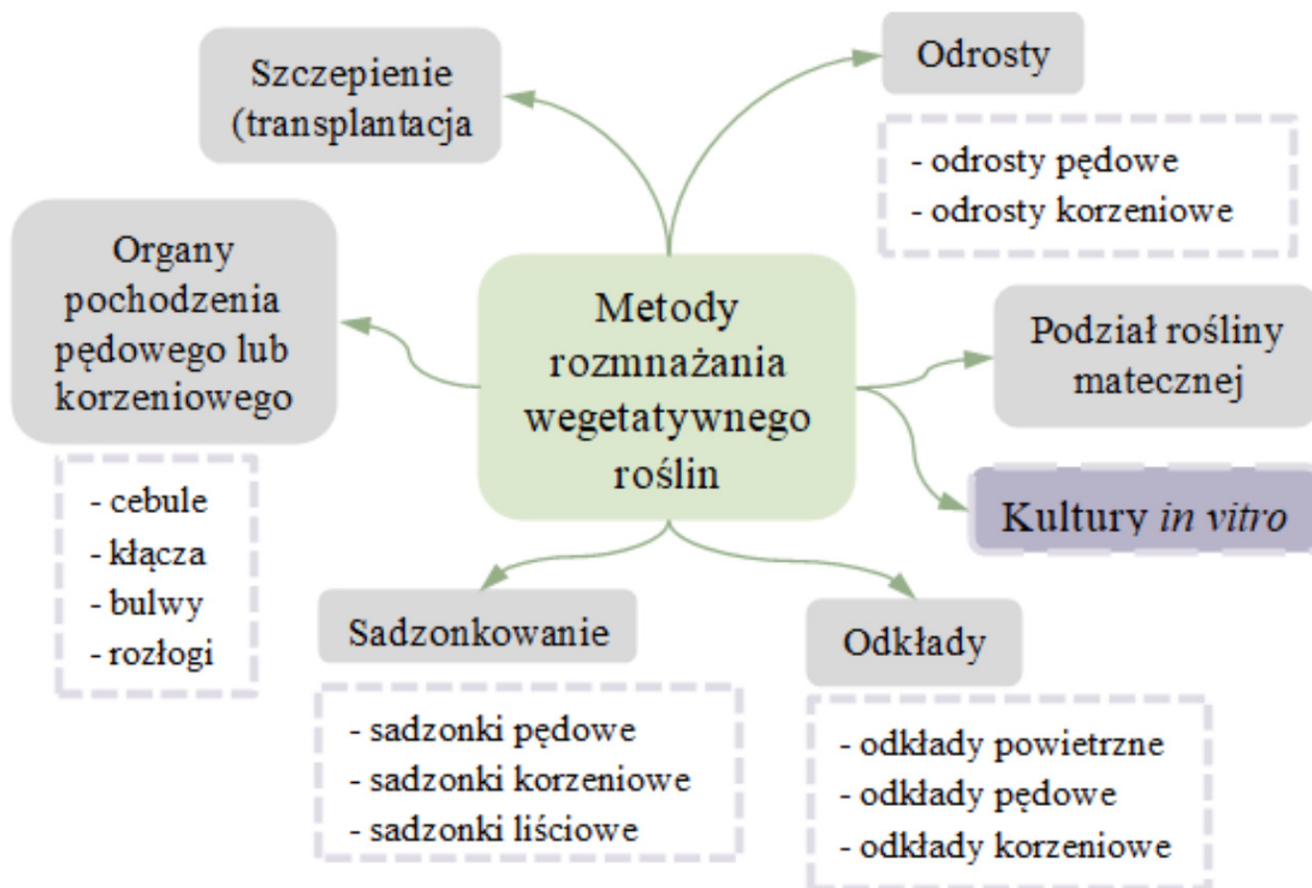 Szczepienie
(transplantacja
Odrosty
- odrosty pędowe
- odrosty korzeniowe
Organy
pochodzenia
pędowego lub
korzeniowego
- cebule
- kłącza
- bulwy
- rozłogi
Metody
rozmnażania
wegetatywnego
roślin
Podział rośliny
matecznej
Kultury in vitro
Sadzonkowanie
- sadzonki pędowe
- sadzonki korzeniowe
- sadzonki liściowe
Odkłady
- odkłady powietrzne
- odkłady pędowe
- odkłady korzeniowe